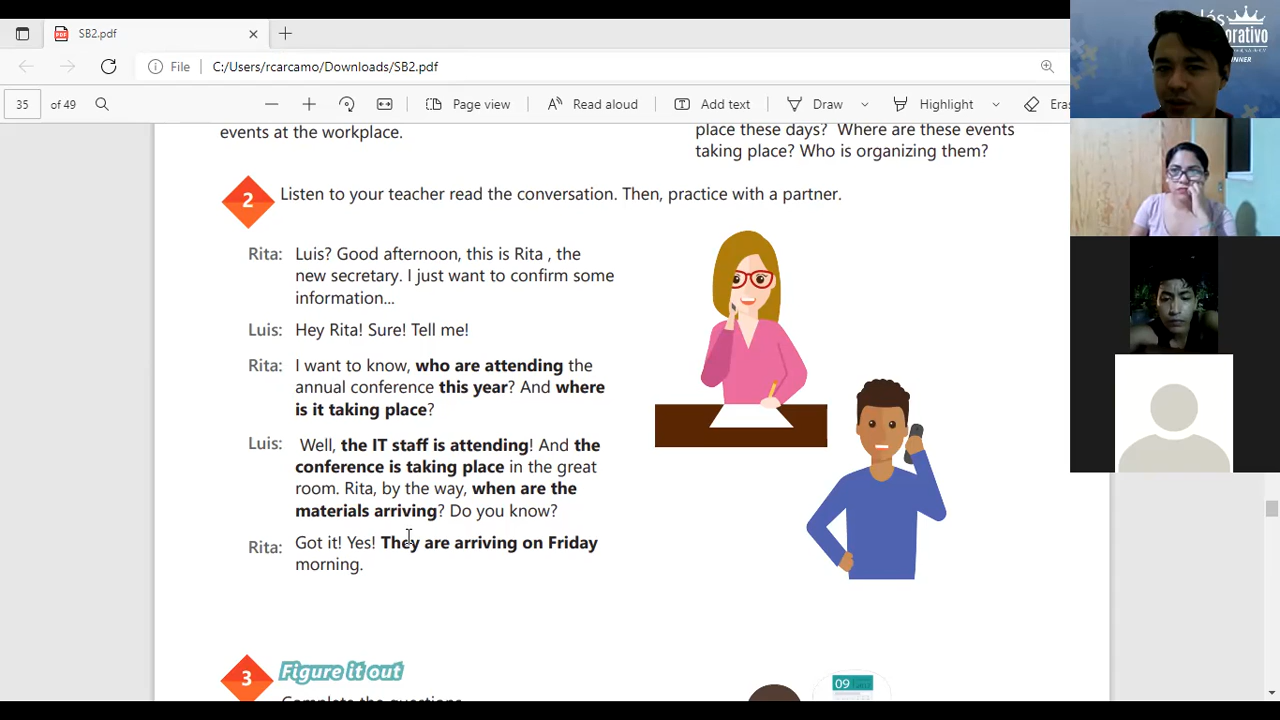 SB2.pdf
File
C:/Users/rcarcamo/Downloads/SB2.pdf
35
of 49
Page view
Read aloud
Add text
Draw
Highlight
events at the workplace.
place these days? Where are these events
taking place? Who is organizing them?
2
Listen to your teacher read the conversation. Then, practice with a partner.
Rita: Luis? Good afternoon, this is Rita , the
new secretary. I just want to confirm some
information...
Luis: Hey Rita! Sure! Tell me!
Rita: I want to know, who are attending the
annual conference this year? And where
is it taking place?
Luis: Well, the IT staff is attending! And the
conference is taking place in the great
room. Rita, by the way, when are the
materials arriving? Do you know?
Rita: Got it! Yes! They are arriving on Friday
morning.
3
Figure it out
Complete the questions
09